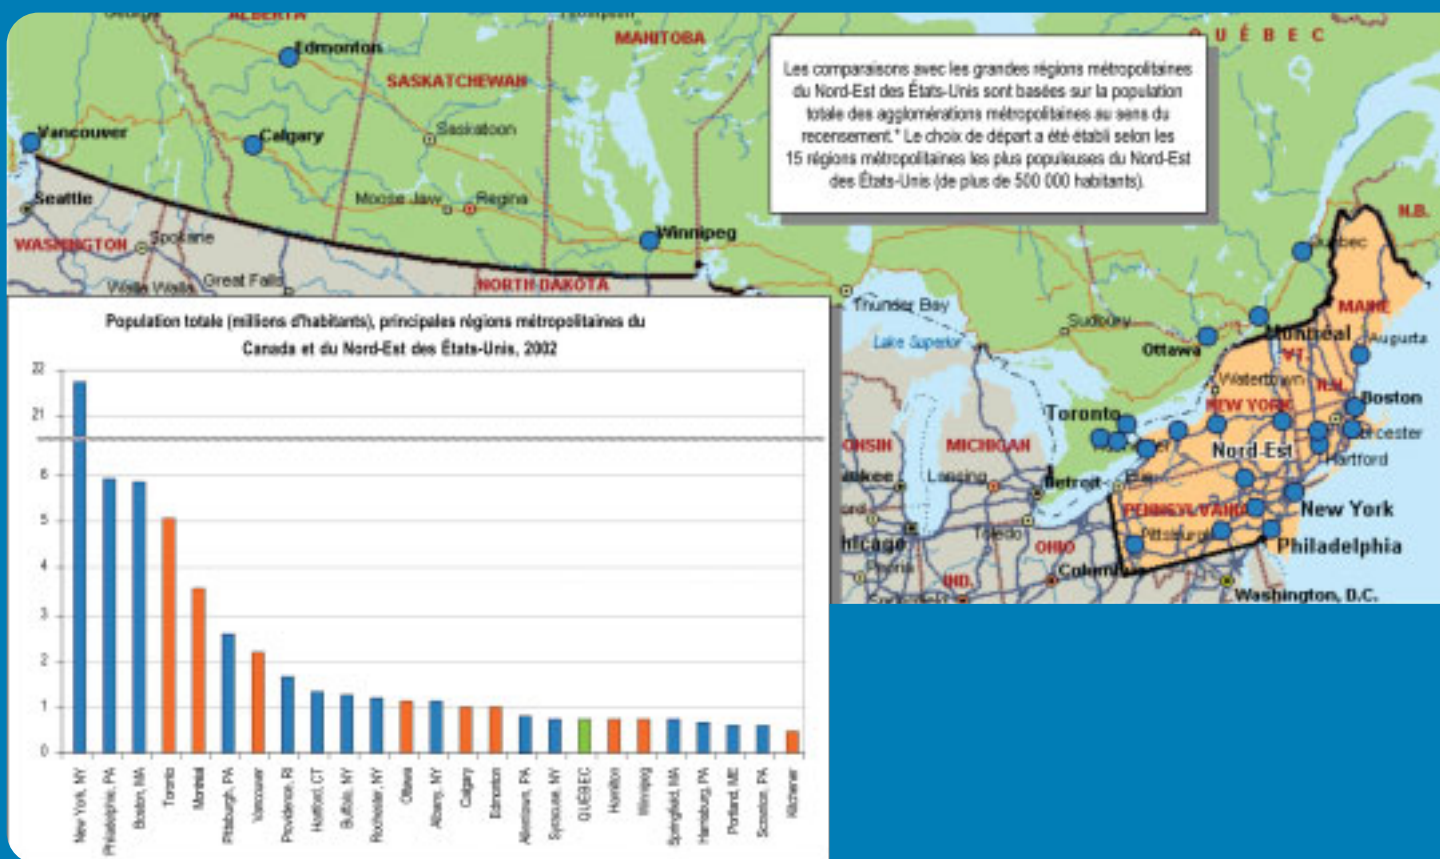 ALBERTA
Edmonton
MANITOBA
QUÉBEC
SASKATCHEWAN
Les comparaisons avec les grandes régions métropolitaines
du Nord-Est des États-Unis sont basées sur la population
totale des agglomérations métropolitaines au sens du
recensement.* Le choix de départ a été établi selon les
15 régions métropolitaines les plus populeuses du Nord-Est
des États-Unis (de plus de 500 000 habitants).
Vancouver
Calgary
Saskatoon
Seattle
Moose Jaw
Regina
N.B.
WASHINGTON
Spokane
Winnipeg
Québec
Walla Walla
Great Falls
NORTH DAKOTA
Thunder Bay
Sudbury
MAINE
Lake Superior
Ottawa
Montréal
Augusta
VT.
Watertown
N.H.
Toronto
NEW YORK
Boston
ONSIN
MICHIGAN
Nord-Est
Hartford
Lansing
Detroit
PENNSYLVANIA
New York
Toledo
Pittsburgh
hicago
OHIO
Philadelphia
Peoria
IND.
Columbus
Washington, D.C.
Population totale (millions d'habitants), principales régions métropolitaines du
Canada et du Nord-Est des États-Unis, 2002
22
21
6
5
4
3
2
1
0
New York, NY
Philadelphie, PA
Boston, MA
Toronto
Montréal
Pittsburgh, PA
Vancouver
Providence, RI
Hartford, CT
Buffalo, NY
Rochester, NY
Ottawa
Albany, NY
Calgary
Edmonton
Allentown, PA
Syracuse, NY
QUÉBEC
Hamilton
Winnipeg
Springfield, MA
Harrisburg, PA
Portland, ME
Scranton, PA
Kitchener